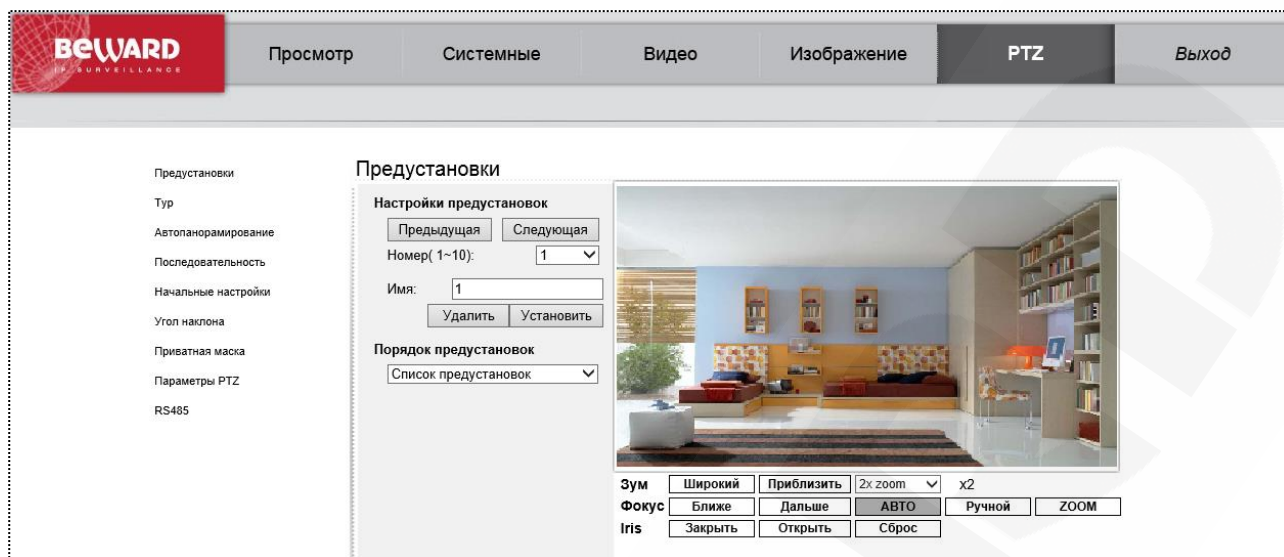 BEWARD
IP SURVEILLANCE
Просмотр
Системные
Видео
Изображение
PTZ
Выход
Предустановки
Тур
Автопанорамирование
Последовательность
Начальные настройки
Угол наклона
Приватная маска
Параметры PTZ
RS485
Предустановки
Настройки предустановок
Предыдущая Следующая
Номер( 1~10): 1
Имя: 1
Удалить Установить
Порядок предустановок
Список предустановок
Зум Широкий Приблизить 2x zoom x2
Фокус Ближе Дальше АВТО Ручной ZOOM
Iris Закрыть Открыть Сброс